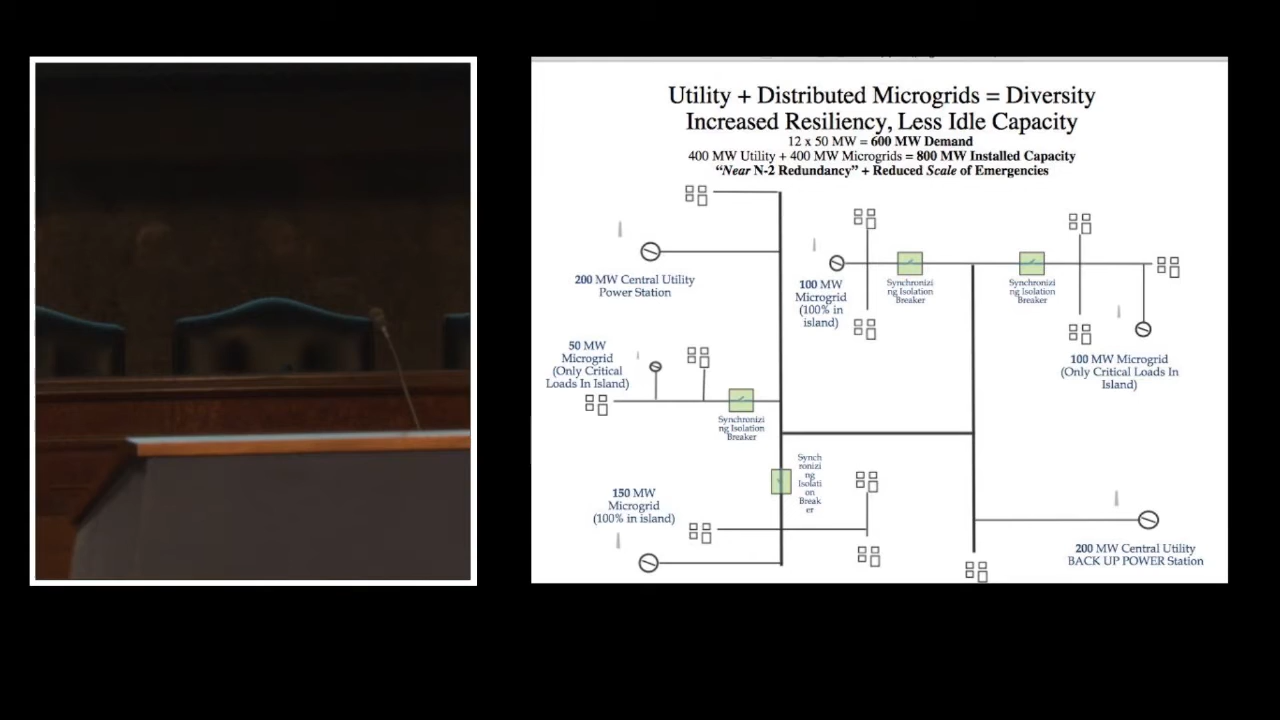 Utility + Distributed Microgrids = Diversity
Increased Resiliency, Less Idle Capacity
12 x 50 MW = 600 MW Demand
400 MW Utility + 400 MW Microgrids = 800 MW Installed Capacity
“Near N-2 Redundancy” + Reduced Scale of Emergencies
200 MW Central Utility
Power Station
100 MW
Microgrid
(100% in
island)
Synchronizi
ng Isolation
Breaker
Synchronizi
ng Isolation
Breaker
50 MW
Microgrid
(Only Critical
Loads In Island)
100 MW Microgrid
(Only Critical Loads In
Island)
Synchronizi
ng Isolation
Breaker
Synch
ronizi
ng
Isolati
on
Break
er
150 MW
Microgrid
(100% in island)
200 MW Central Utility
BACK UP POWER Station